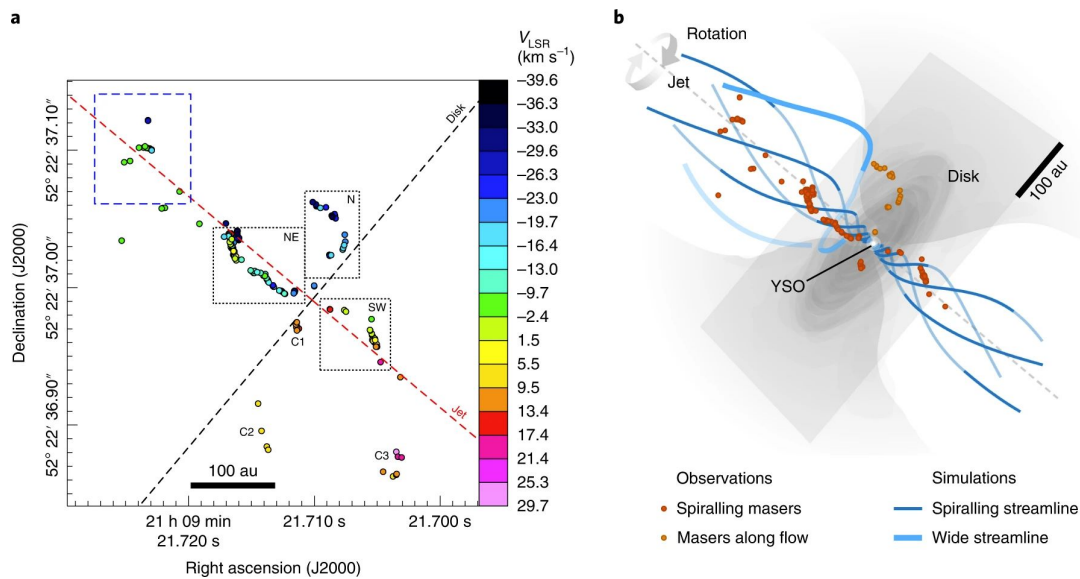 a
V_LSR
(km s⁻¹)
−39.6
−36.3
−33.0
−29.6
−26.3
−23.0
−19.7
−16.4
−13.0
−9.7
−2.4
1.5
5.5
9.5
13.4
17.4
21.4
25.3
29.7
Disk
N
NE
SW
C1
Jet
C2
C3
100 au
52° 22′ 37.10″
52° 22′ 37.00″
52° 22′ 36.90″
Declination (J2000)
21 h 09 min
21.720 s
21.710 s
21.700 s
Right ascension (J2000)
b
Rotation
Jet
Disk
100 au
YSO
Observations
Spiralling masers
Masers along flow
Simulations
Spiralling streamline
Wide streamline